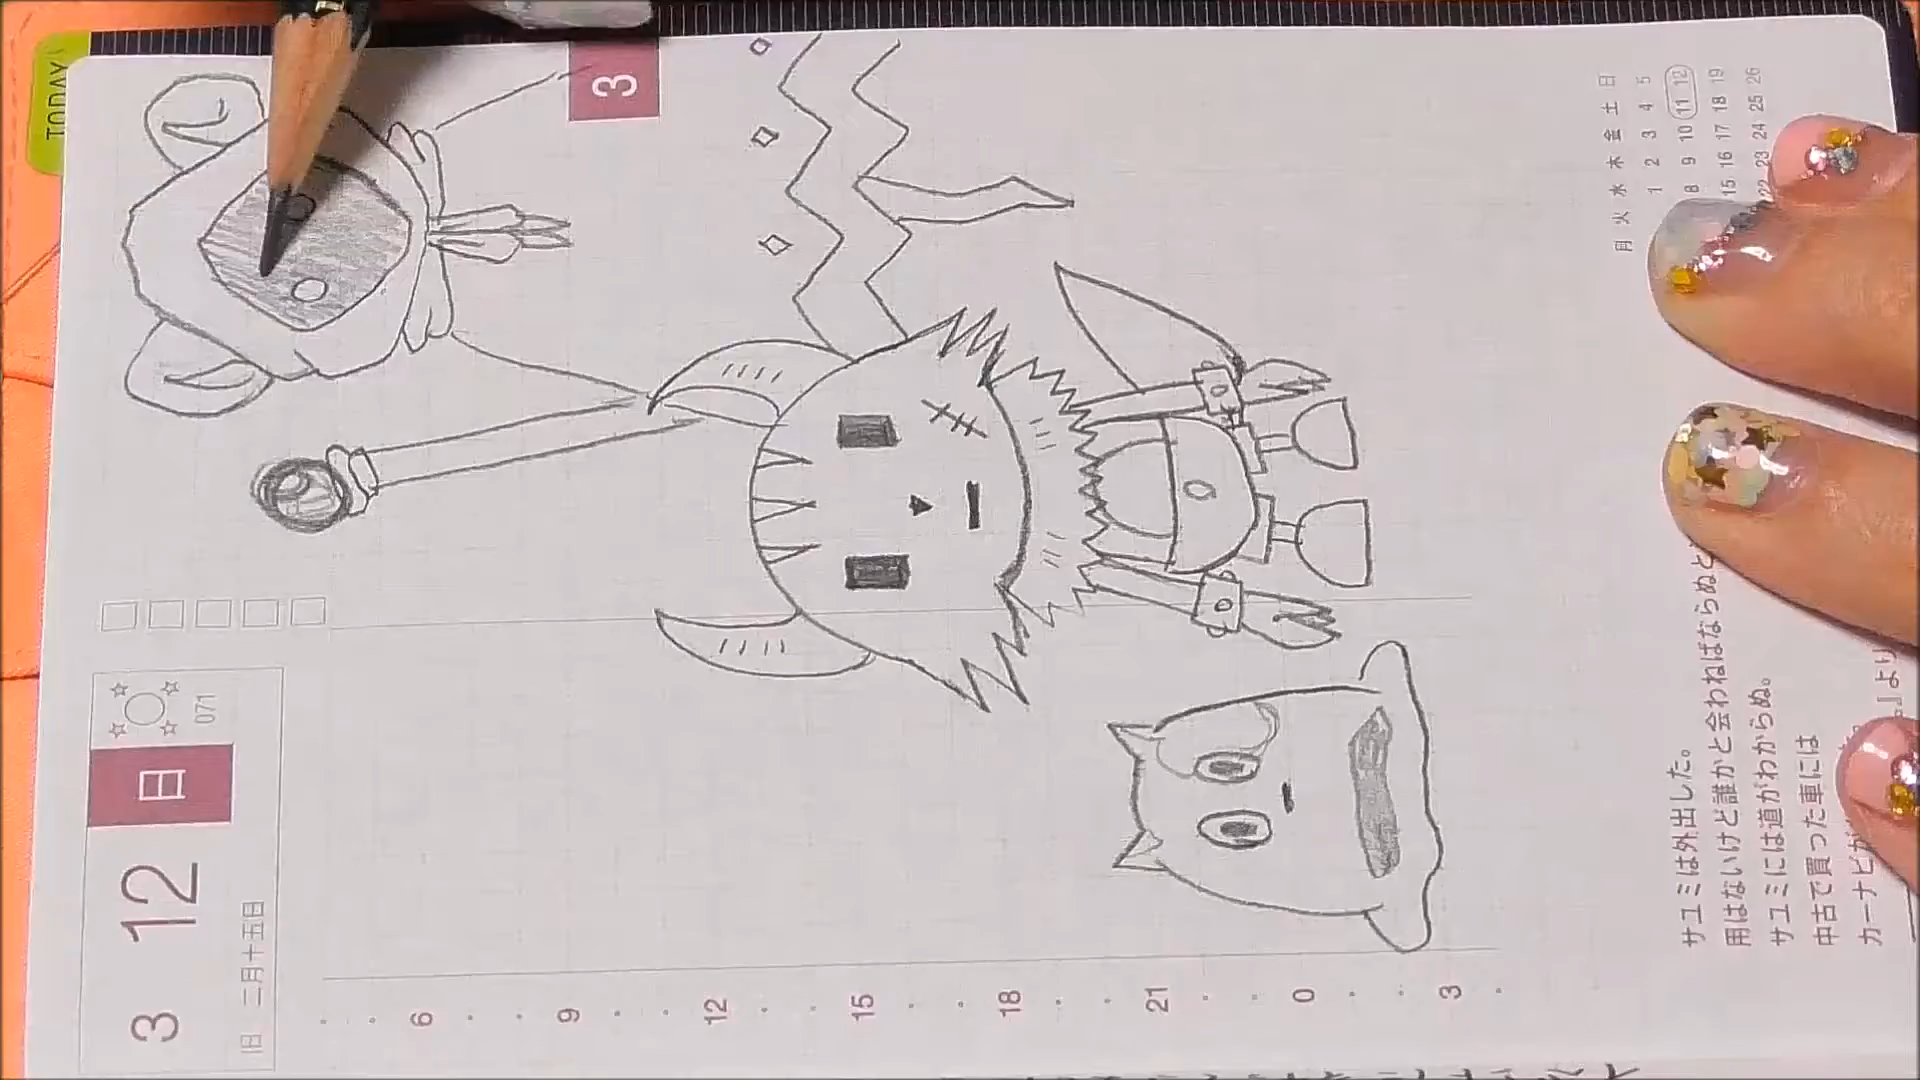 TODAY
3
3 12 日
071
旧 二月十五日
月 火 水 木 金 土 日
1 2 3 4 5
8 9 10 11 12
15 16 17 18 19
22 23 24 25 26
6 9 12 15 18 21 0 3
サユミは外出した。
用はないけど誰かと会わねばならぬと
サユミには道がわからぬ。
中古で買った車には
カーナビが
。』より